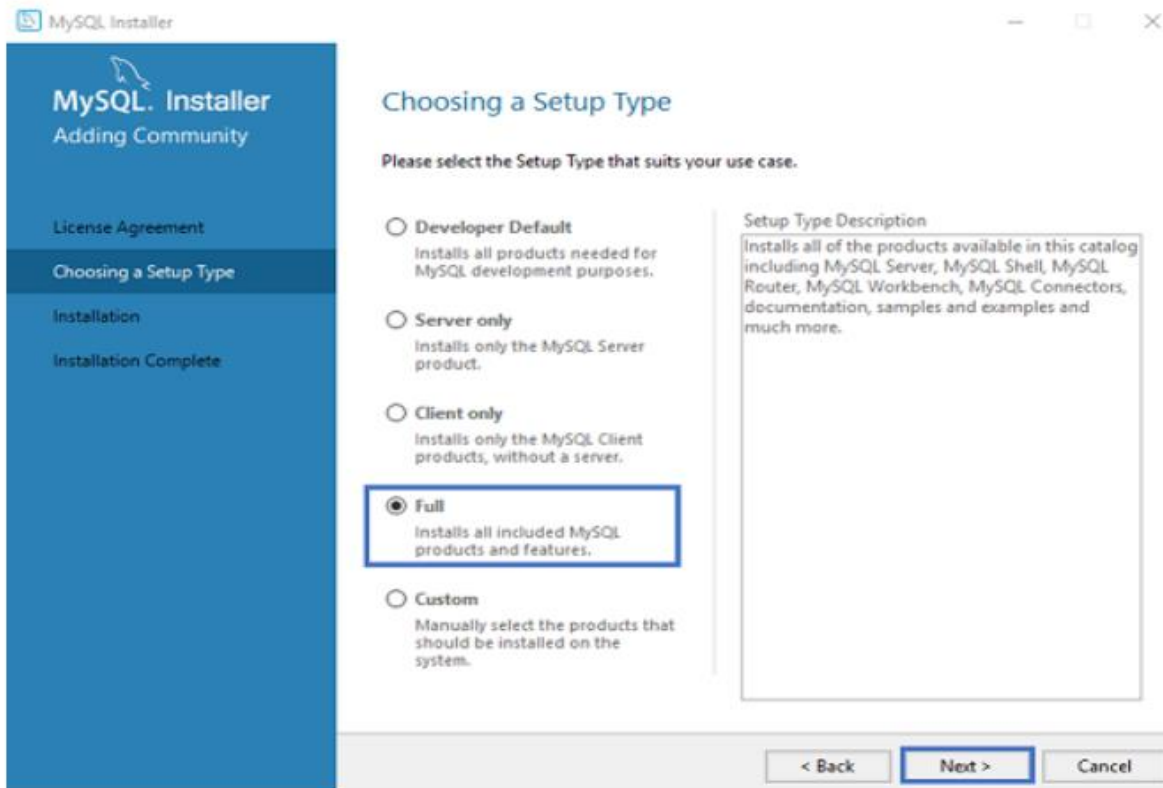 MySQL Installer
MySQL. Installer
Adding Community
License Agreement
Choosing a Setup Type
Installation
Installation Complete
Choosing a Setup Type
Please select the Setup Type that suits your use case.
Developer Default
Installs all products needed for
MySQL development purposes.
Server only
Installs only the MySQL Server
product.
Client only
Installs only the MySQL Client
products, without a server.
Full
Installs all included MySQL
products and features.
Custom
Manually select the products that
should be installed on the
system.
Setup Type Description
Installs all of the products available in this catalog
including MySQL Server, MySQL Shell, MySQL
Router, MySQL Workbench, MySQL Connectors,
documentation, samples and examples and
much more.
< Back
Next >
Cancel